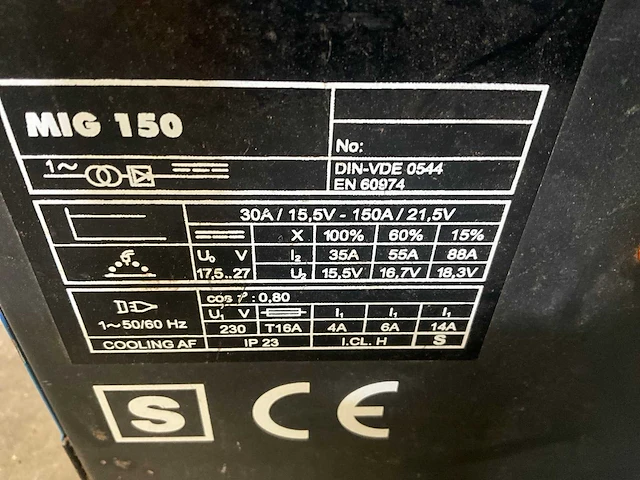 MIG 150
No:
1~
DIN-VDE 0544
EN 60974
30A / 15,5V - 150A / 21,5V
X 100% 60% 15%
U₀ V I₂ 35A 55A 88A
17,5..27 U₂ 15,5V 16,7V 18,3V
cos φ : 0,80
U₁ V I₁ I₁ I₁
1~50/60 Hz 230 T16A 4A 6A 14A
COOLING AF IP 23 I.CL. H S
S CE